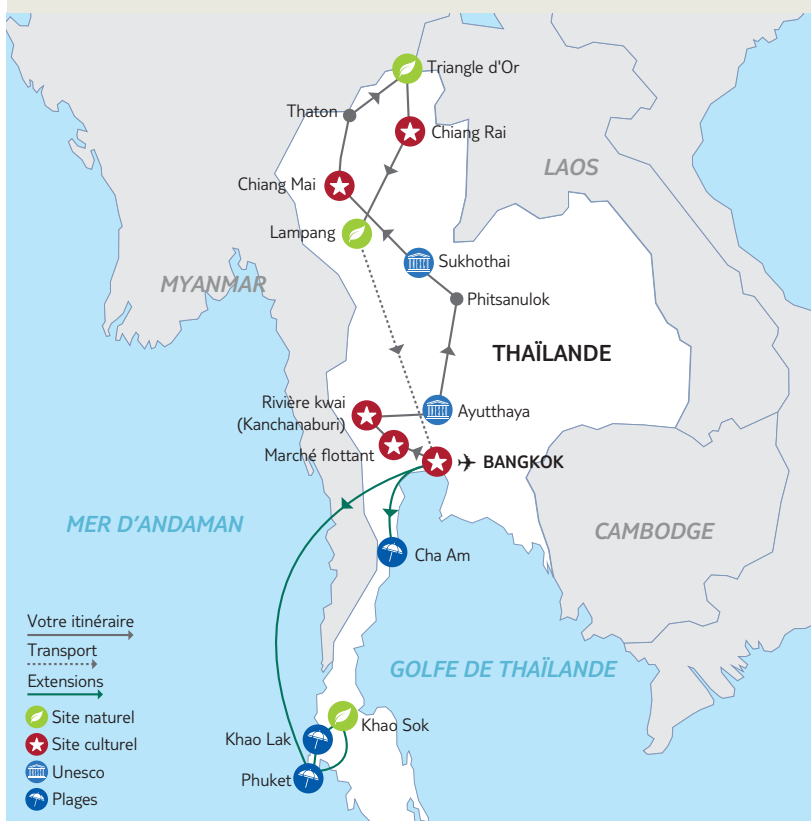 Triangle d'Or
Thaton
Chiang Rai
LAOS
Chiang Mai
Lampang
Sukhothai
MYANMAR
Phitsanulok
THAÏLANDE
Rivière kwai
(Kanchanaburi)
Ayutthaya
Marché flottant
BANGKOK
MER D'ANDAMAN
CAMBODGE
Cha Am
Votre itinéraire
Transport
Extensions
GOLFE DE THAÏLANDE
Site naturel
Site culturel
Unesco
Plages
Khao Sok
Khao Lak
Phuket
UNESCO
UNESCO